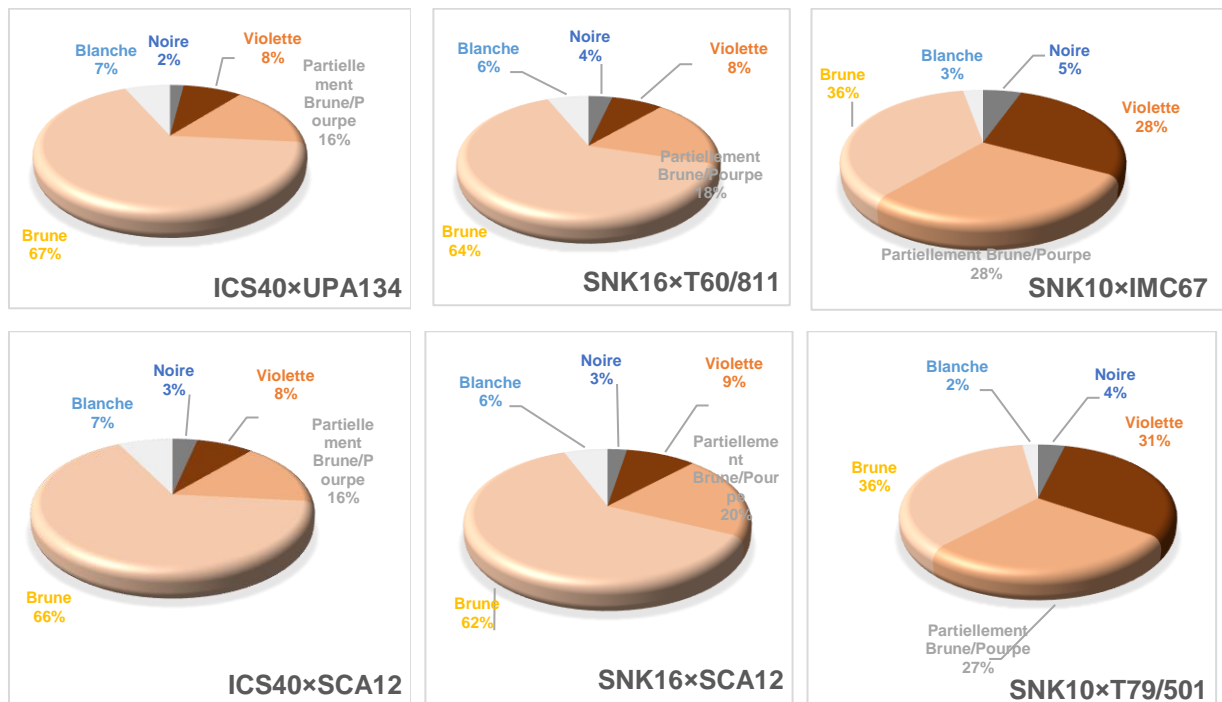 Blanche
7%
Noire
2%
Violette
8%
Partielle
ment
Brune/P
ourpe
16%
Brune
67%
ICS40×UPA134
Blanche
6%
Noire
4%
Violette
8%
Partiellement
Brune/Pourpe
18%
Brune
64%
SNK16×T60/811
Brune
36%
Blanche
3%
Noire
5%
Violette
28%
Partiellement Brune/Pourpe
28%
SNK10×IMC67
Blanche
7%
Noire
3%
Violette
8%
Partielle
ment
Brune/P
ourpe
16%
Brune
66%
ICS40×SCA12
Blanche
6%
Noire
3%
Violette
9%
Partielleme
nt
Brune/Pour
pe
20%
Brune
62%
SNK16×SCA12
Blanche
2%
Noire
4%
Violette
31%
Brune
36%
Partiellement
Brune/Pourpe
27%
SNK10×T79/501